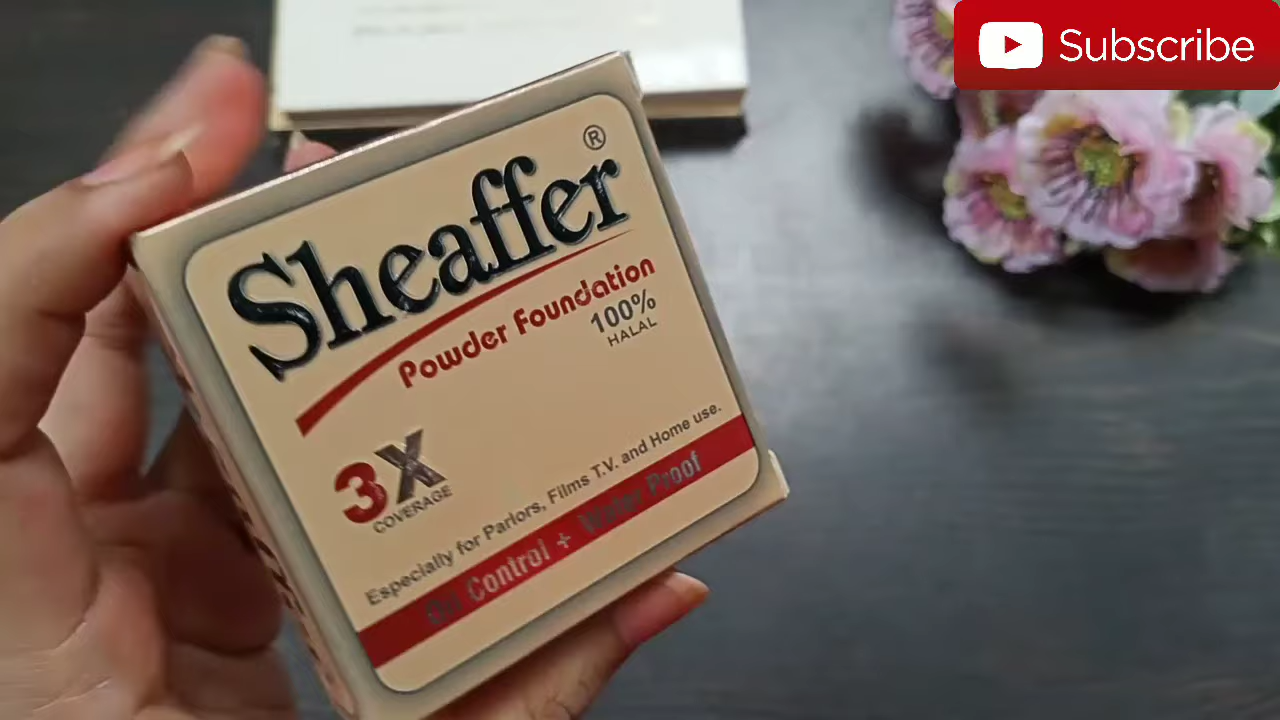 Subscribe
Sheaffer®
Powder Foundation
100%
HALAL
3X
COVERAGE
Especially for Parlors, Films T.V. and Home use.
Oil Control + Water Proof